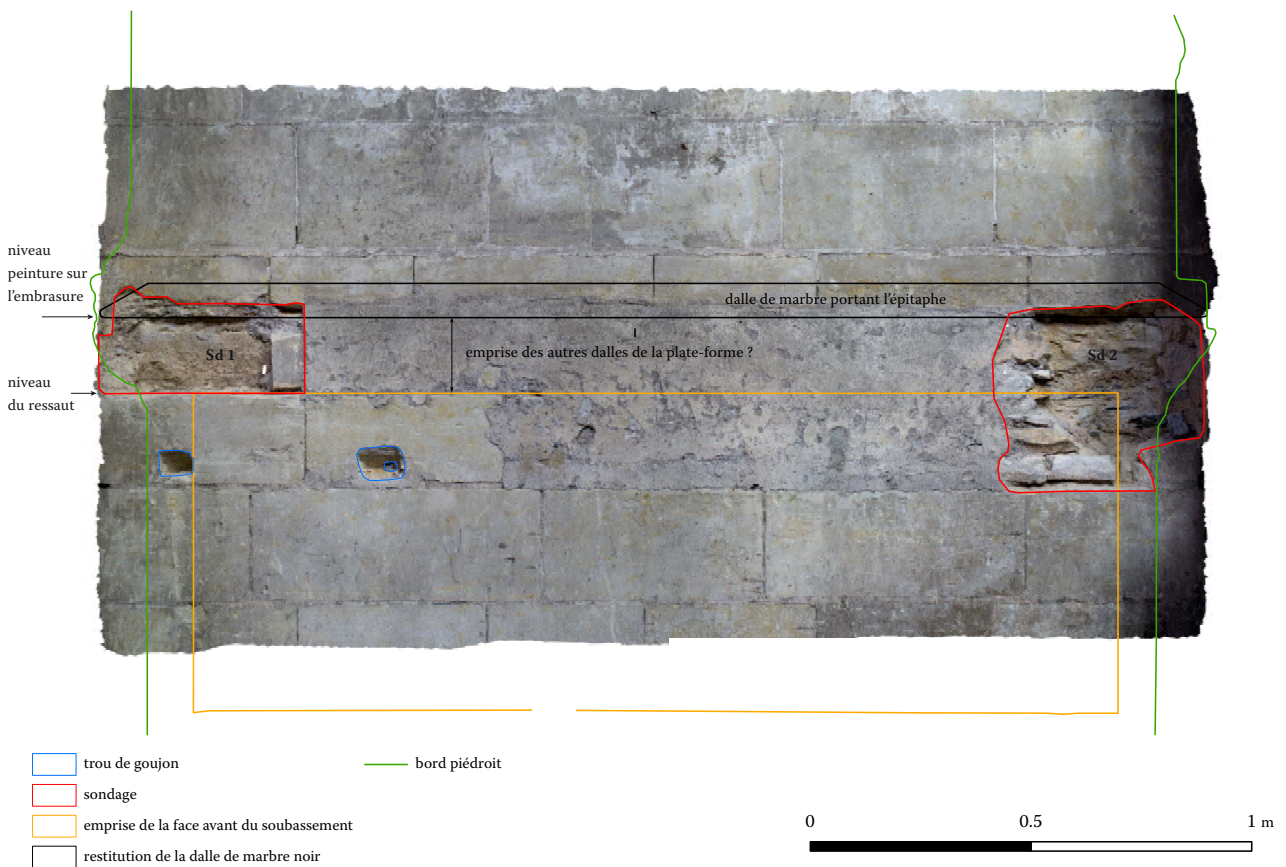 niveau
peinture sur
l'embrasure
dalle de marbre portant l'épitaphe
Sd 1
emprise des autres dalles de la plate-forme ?
Sd 2
niveau
du ressaut
trou de goujon
bord piédroit
sondage
emprise de la face avant du soubassement
restitution de la dalle de marbre noir
0
0.5
1 m